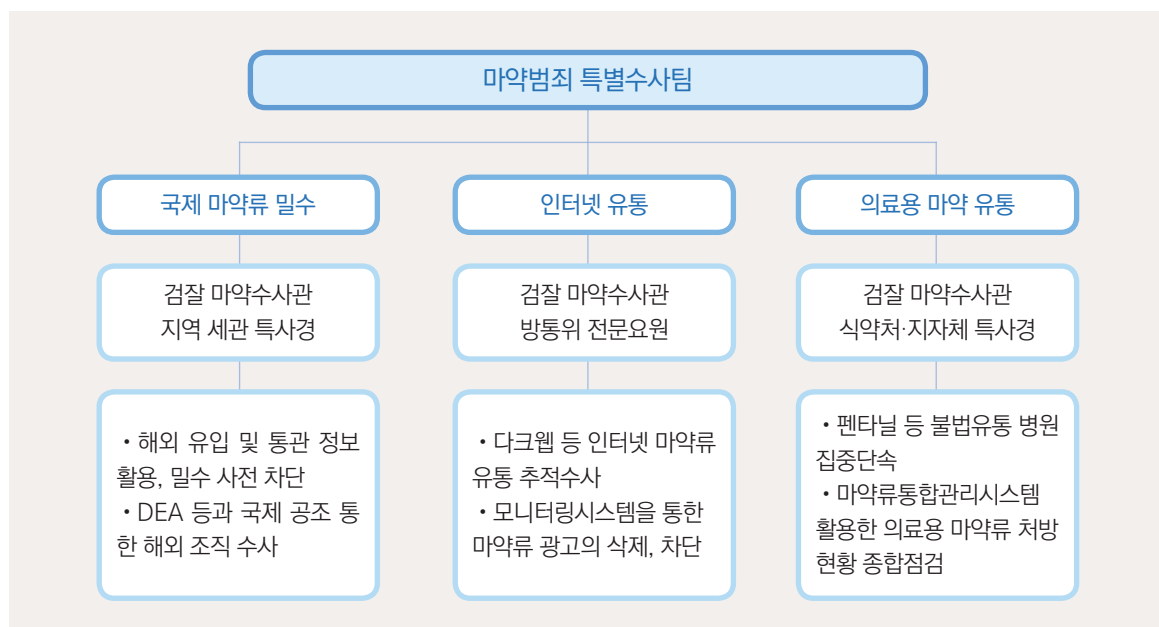 마약범죄 특별수사팀
국제 마약류 밀수
인터넷 유통
의료용 마약 유통
검찰 마약수사관
지역 세관 특사경
검찰 마약수사관
방통위 전문요원
검찰 마약수사관
식약처·지자체 특사경
・해외 유입 및 통관 정보
활용, 밀수 사전 차단
・DEA 등과 국제 공조 통
한 해외 조직 수사
・다크웹 등 인터넷 마약류
유통 추적수사
・모니터링시스템을 통한
마약류 광고의 삭제, 차단
・펜타닐 등 불법유통 병원
집중단속
・마약류통합관리시스템
활용한 의료용 마약류 처방
현황 종합점검